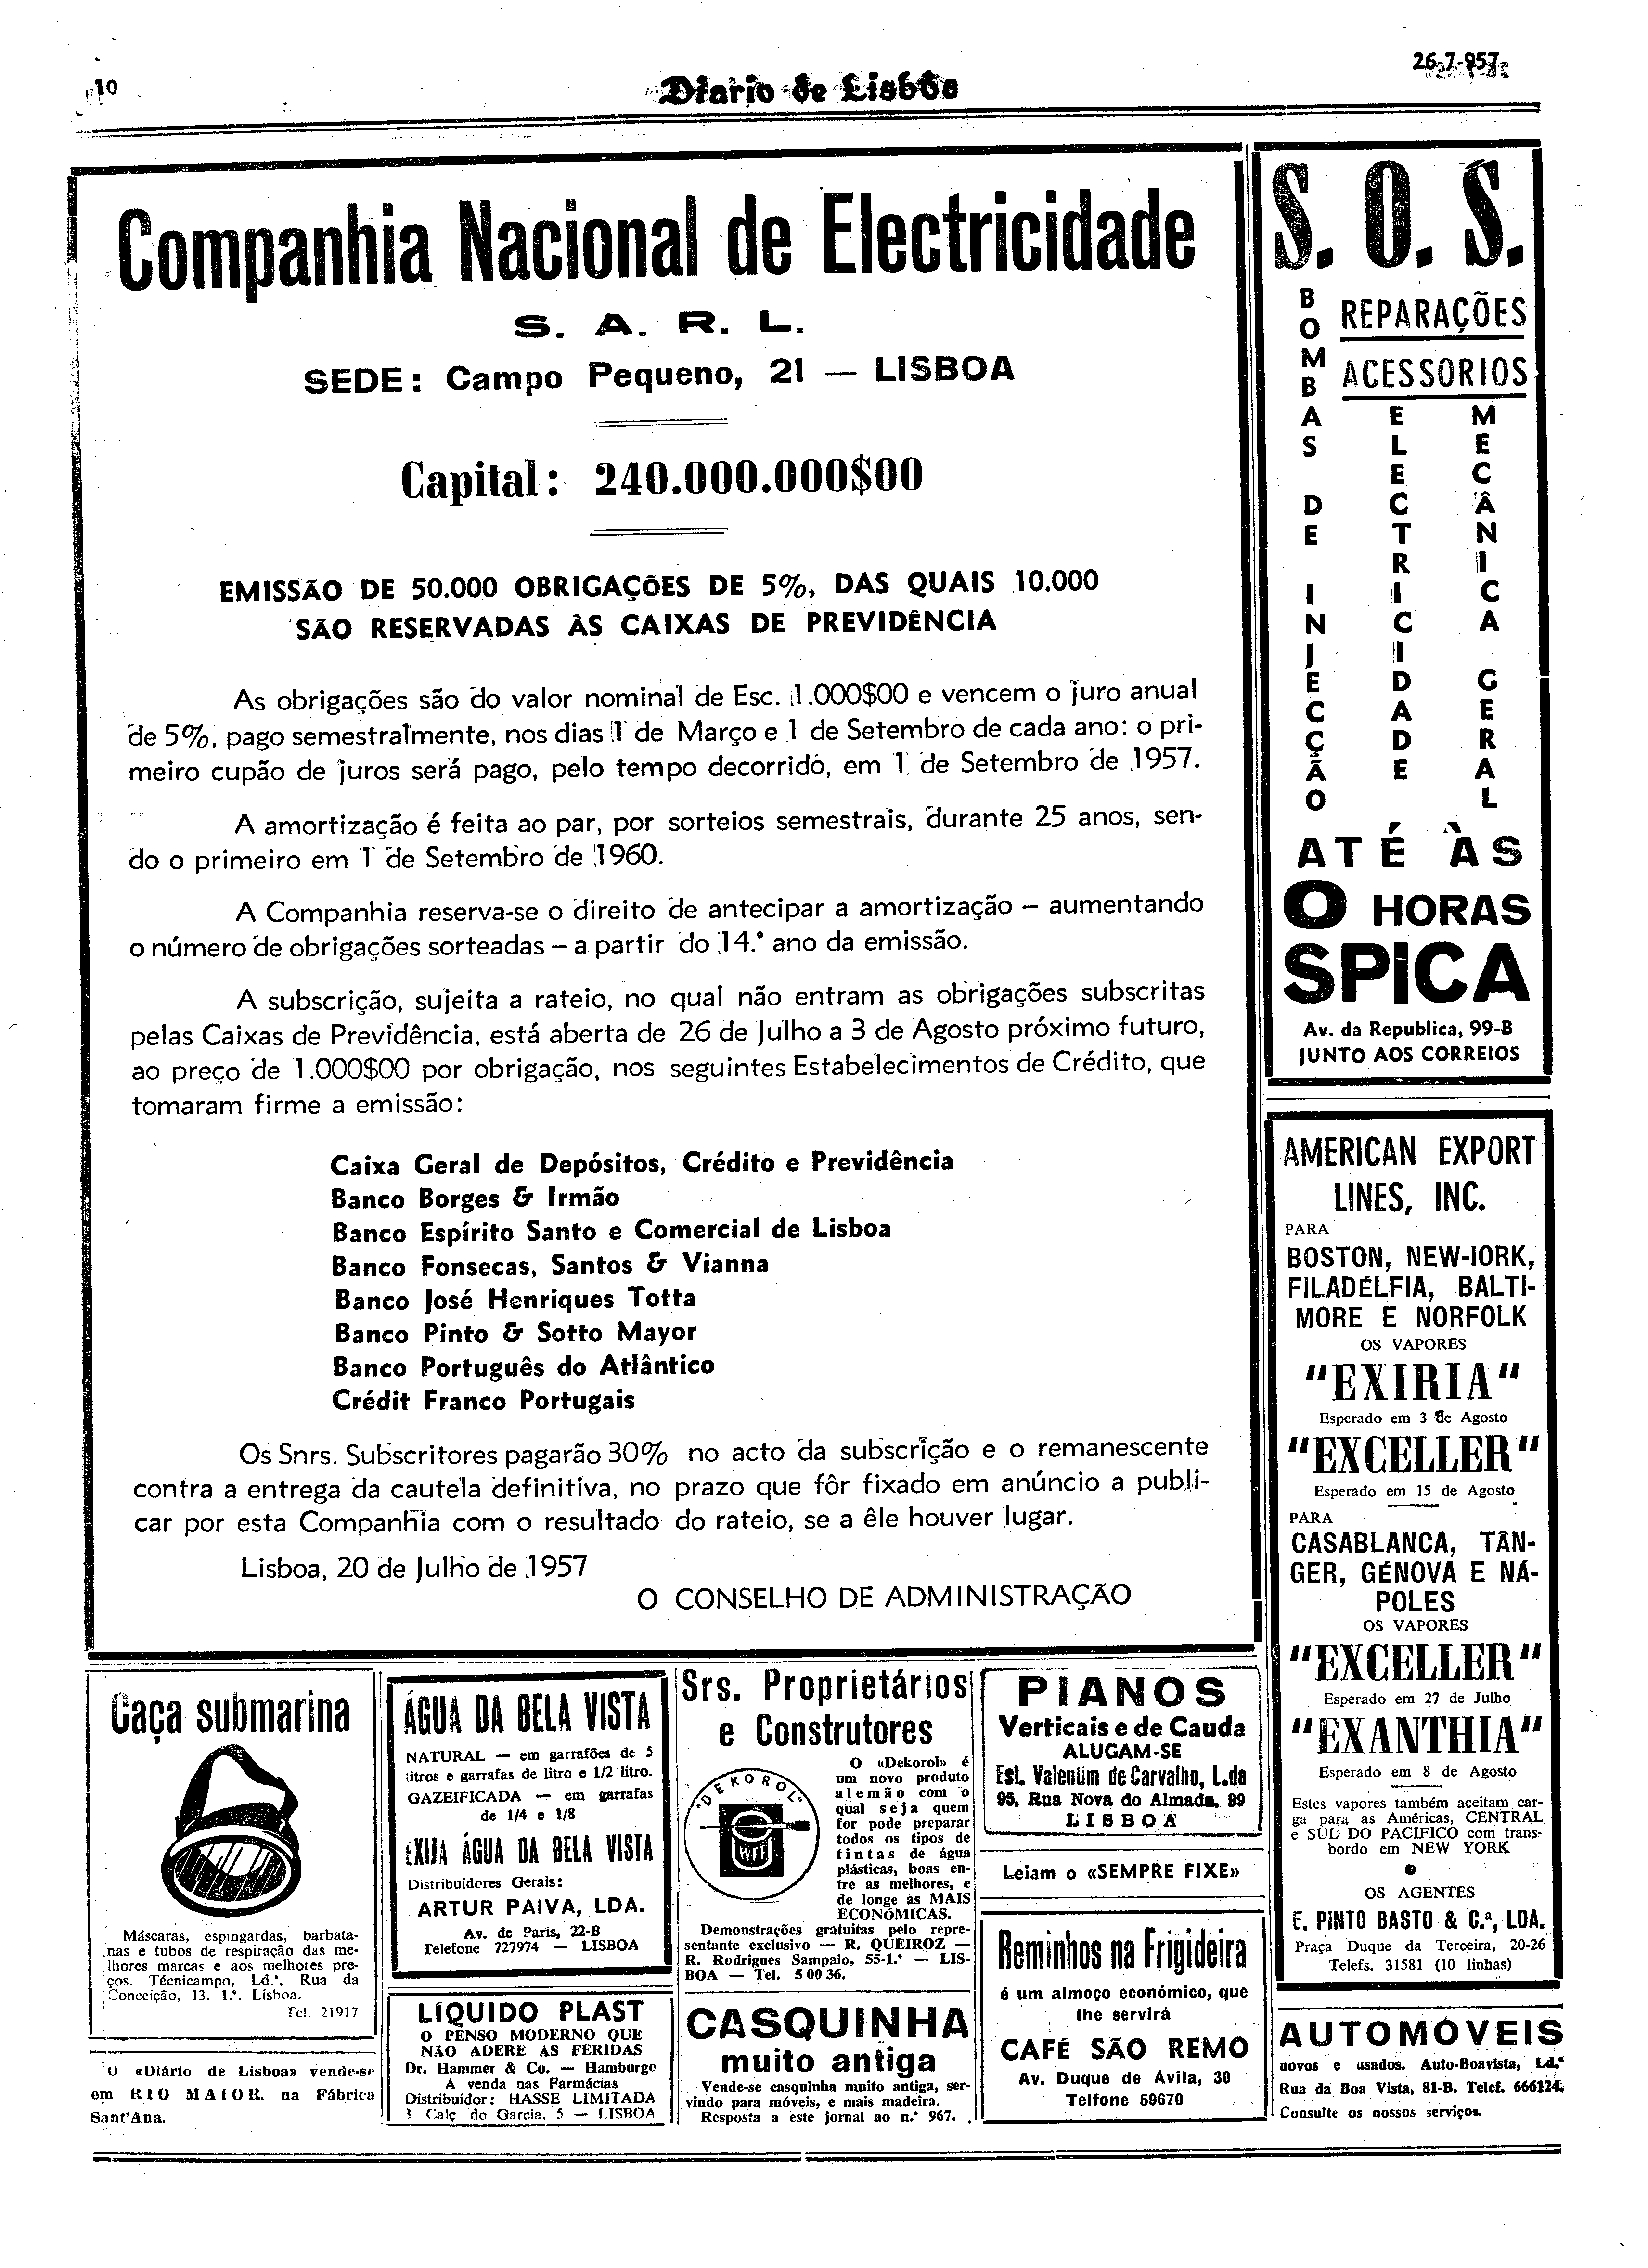 10
Diario de Lisboa
26-7-957
Companhia Nacional de Electricidade
S. A. R. L.
SEDE: Campo Pequeno, 21 — LISBOA
Capital: 240.000.000$00
EMISSÃO DE 50.000 OBRIGAÇÕES DE 5%, DAS QUAIS 10.000
SÃO RESERVADAS ÀS CAIXAS DE PREVIDÊNCIA
As obrigações são do valor nominal de Esc. 1.000$00 e vencem o juro anual
de 5%, pago semestralmente, nos dias 1 de Março e 1 de Setembro de cada ano: o pri-
meiro cupão de juros será pago, pelo tempo decorrido, em 1 de Setembro de 1957.
A amortização é feita ao par, por sorteios semestrais, durante 25 anos, sen-
do o primeiro em 1 de Setembro de 1960.
A Companhia reserva-se o direito de antecipar a amortização – aumentando
o número de obrigações sorteadas – a partir do 14.º ano da emissão.
A subscrição, sujeita a rateio, no qual não entram as obrigações subscritas
pelas Caixas de Previdência, está aberta de 26 de Julho a 3 de Agosto próximo futuro,
ao preço de 1.000$00 por obrigação, nos seguintes Estabelecimentos de Crédito, que
tomaram firme a emissão:
Caixa Geral de Depósitos, Crédito e Previdência
Banco Borges & Irmão
Banco Espírito Santo e Comercial de Lisboa
Banco Fonsecas, Santos & Vianna
Banco José Henriques Totta
Banco Pinto & Sotto Mayor
Banco Português do Atlântico
Crédit Franco Portugais
Os Snrs. Subscritores pagarão 30% no acto da subscrição e o remanescente
contra a entrega da cautela definitiva, no prazo que fôr fixado em anúncio a publi-
car por esta Companhia com o resultado do rateio, se a êle houver lugar.
Lisboa, 20 de Julho de 1957
O CONSELHO DE ADMINISTRAÇÃO
S. O. S.
BOMBAS DE INJECÇÃO
REPARAÇÕES
ACESSORIOS
ELECTRICIDADE
MECÂNICA GERAL
ATÉ ÀS
O HORAS
SPICA
Av. da Republica, 99-B
JUNTO AOS CORREIOS
AMERICAN EXPORT
LINES, INC.
PARA
BOSTON, NEW-IORK,
FILADÉLFIA, BALTI-
MORE E NORFOLK
OS VAPORES
"EXIRIA"
Esperado em 3 de Agosto
"EXCELLER"
Esperado em 15 de Agosto
PARA
CASABLANCA, TÂN-
GER, GÉNOVA E NÁ-
POLES
OS VAPORES
"EXCELLER"
Esperado em 27 de Julho
"EXANTHIA"
Esperado em 8 de Agosto
Estes vapores também aceitam car-
ga para as Américas, CENTRAL
e SUL DO PACIFICO com trans-
bordo em NEW YORK
OS AGENTES
E. PINTO BASTO & C.ª, LDA.
Praça Duque da Terceira, 20-26
Telefs. 31581 (10 linhas)
AUTOMÓVEIS
novos e usados. Auto-Boavista, Ld.ª
Rua da Boa Vista, 81-B. Telef. 666124.
Consulte os nossos serviços.
Caça submarina
Máscaras, espingardas, barbata-
nas e tubos de respiração das me-
lhores marcas e aos melhores pre-
ços. Técnicampo, Ld.ª, Rua da
Conceição, 13. 1.º, Lisboa.
Tel. 21917
O «Diário de Lisboa» vende-se
em RIO MAIOR, na Fábrica
Sant'Ana.
ÁGUA DA BELA VISTA
NATURAL — em garrafões de 5
litros e garrafas de litro e 1/2 litro.
GAZEIFICADA — em garrafas
de 1/4 e 1/8
EXIJA ÁGUA DA BELA VISTA
Distribuidores Gerais:
ARTUR PAIVA, LDA.
Av. de Paris, 22-B
Telefone 727974 — LISBOA
LÍQUIDO PLAST
O PENSO MODERNO QUE
NÃO ADERE AS FERIDAS
Dr. Hammer & Co. — Hamburgo
A venda nas Farmácias
Distribuidor: HASSE LIMITADA
3 Calç do Garcia, 5 — LISBOA
Srs. Proprietários
e Construtores
"DEKOROL"
WFF
O «Dekorol» é
um novo produto
alemão com o
qual seja quem
for pode preparar
todos os tipos de
tintas de água
plásticas, boas en-
tre as melhores, e
de longe as MAIS
ECONÓMICAS.
Demonstrações gratuitas pelo repre-
sentante exclusivo — R. QUEIROZ —
R. Rodrigues Sampaio, 55-1.º — LIS-
BOA — Tel. 5 00 36.
CASQUINHA
muito antiga
Vende-se casquinha muito antiga, ser-
vindo para móveis, e mais madeira.
Resposta a este jornal ao n.º 967.
PIANOS
Verticais e de Cauda
ALUGAM-SE
Est. Valentim de Carvalho, L.da
95, Rua Nova do Almada, 99
LISBOA
Leiam o «SEMPRE FIXE»
Reminhos na Frigideira
é um almoço económico, que
lhe servirá
CAFÉ SÃO REMO
Av. Duque de Ávila, 30
Telfone 59670